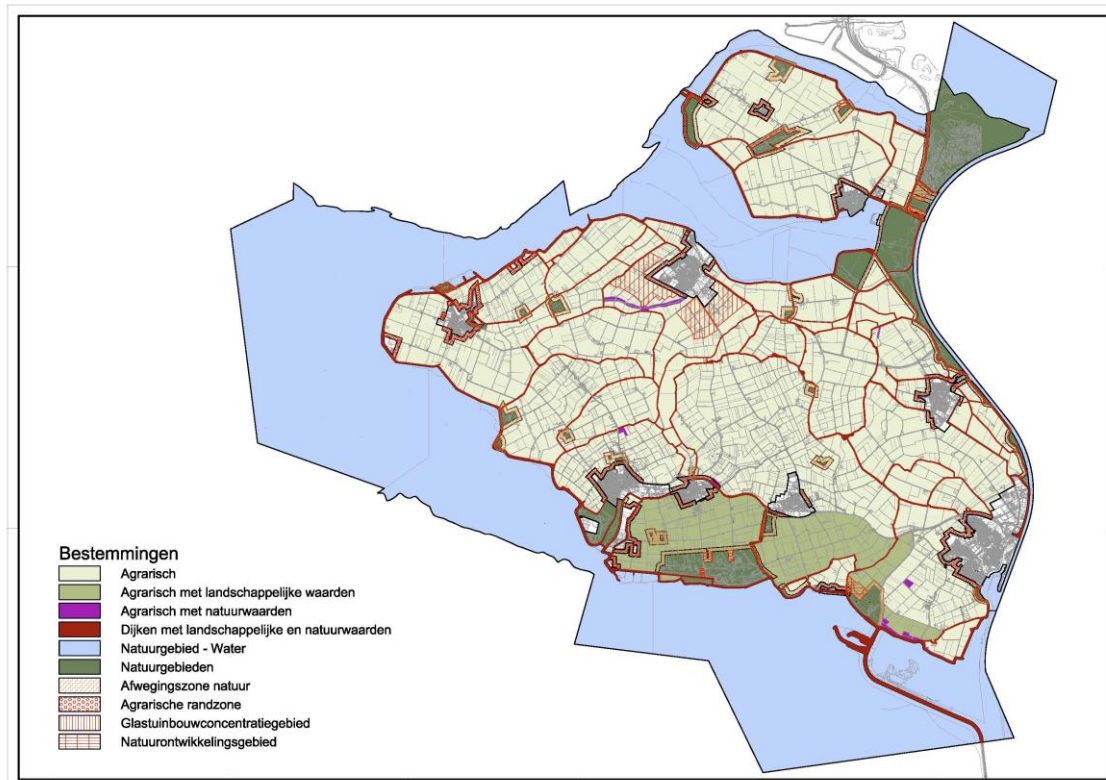 Bestemmingen
Agrarisch
Agrarisch met landschappelijke waarden
Agrarisch met natuurwaarden
Dijken met landschappelijke en natuurwaarden
Natuurgebied - Water
Natuurgebieden
Afwegingszone natuur
Agrarische randzone
Glastuinbouwconcentratiegebied
Natuurontwikkelingsgebied